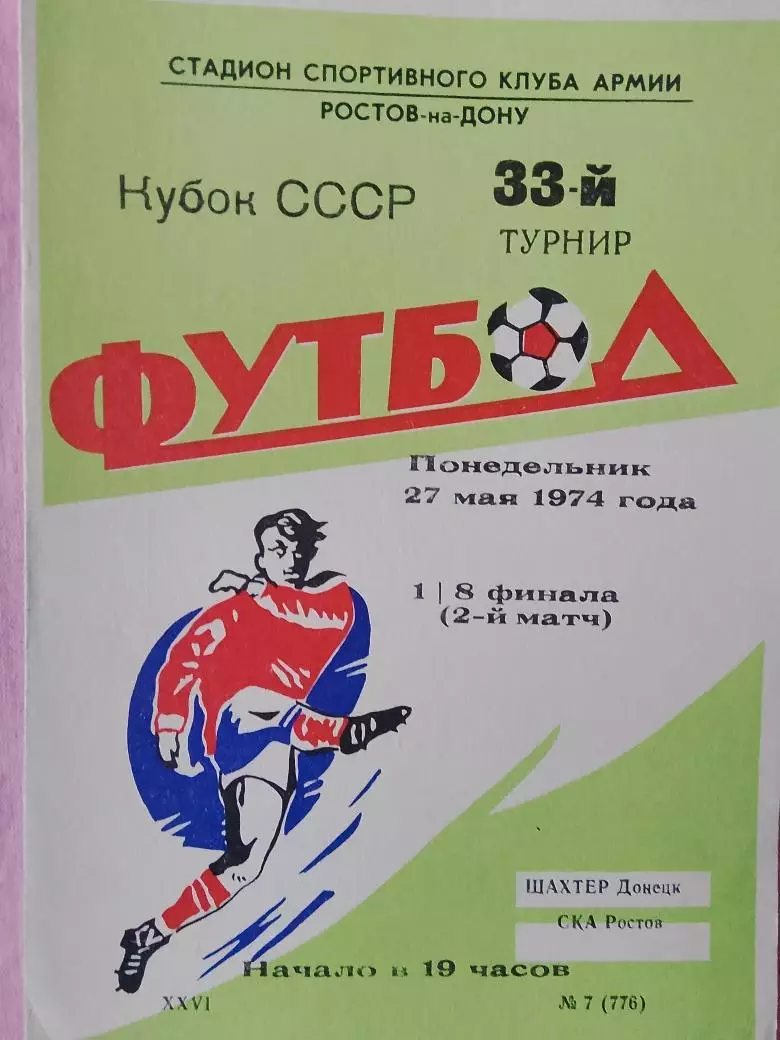 СТАДИОН СПОРТИВНОГО КЛУБА АРМИИ
РОСТОВ-на-ДОНУ
Кубок СССР 33-й
ТУРНИР
ФУТБОЛ
Понедельник
27 мая 1974 года
1 | 8 финала
(2-й матч)
ШАХТЕР Донецк
СКА Ростов
Начало в 19 часов
XXVI № 7 (776)